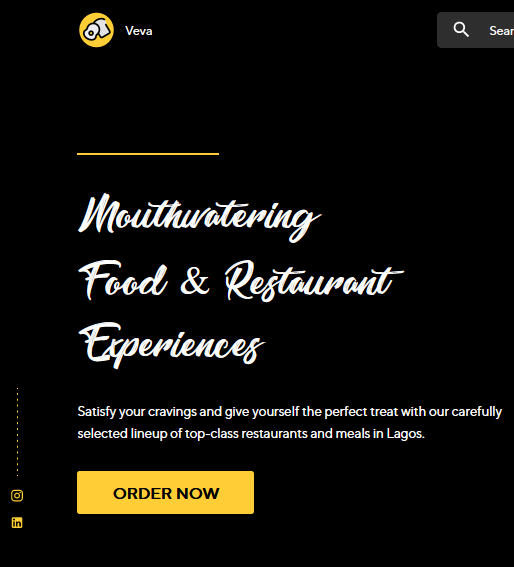 Veva
Sear
Mouthwatering
Food & Restaurant
Experiences
Satisfy your cravings and give yourself the perfect treat with our carefully
selected lineup of top-class restaurants and meals in Lagos.
ORDER NOW